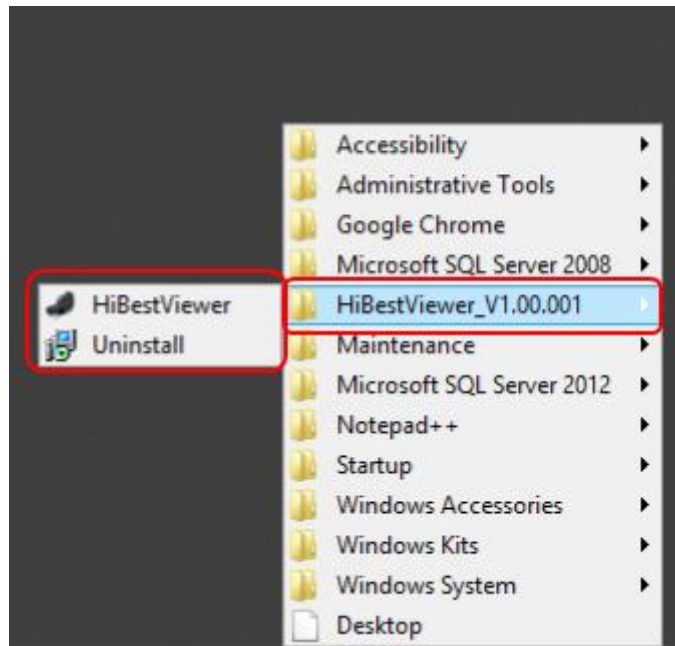 Accessibility
Administrative Tools
Google Chrome
Microsoft SQL Server 2008
HiBestViewer_V1.00.001
HiBestViewer
Uninstall
Maintenance
Microsoft SQL Server 2012
Notepad++
Startup
Windows Accessories
Windows Kits
Windows System
Desktop